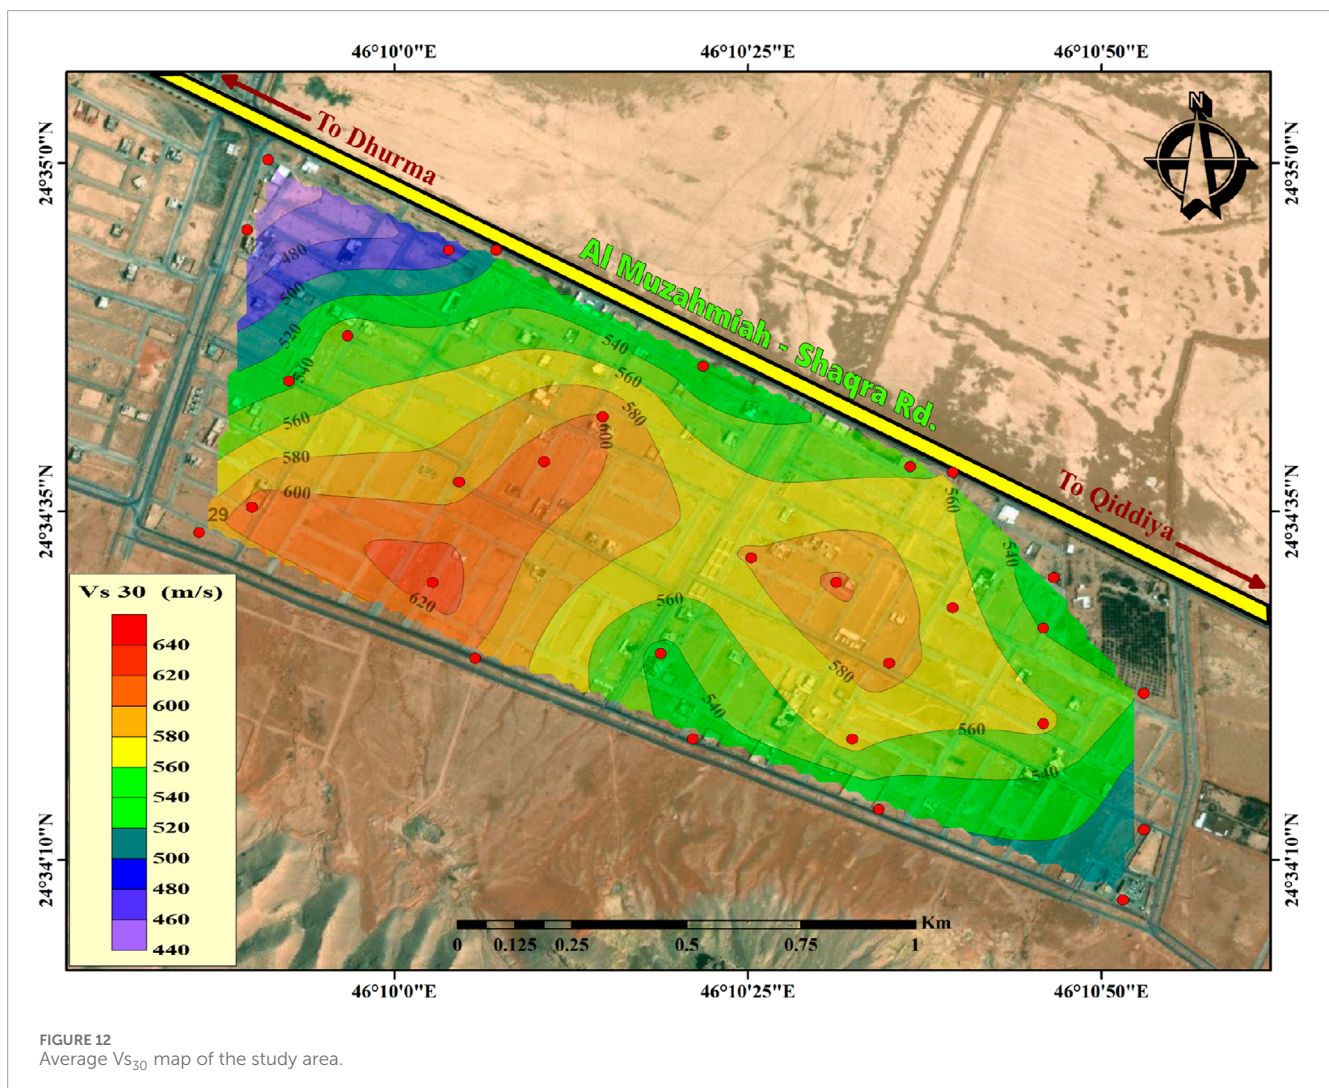 46°10'0"E
46°10'25"E
46°10'50"E
24°35'0"N
24°34'35"N
24°34'10"N
To Dhurma
N
24°35'0"N
Al Muzahmiah - Shaqra Rd.
480
500
520
540
560
580
600
29
540
560
580
600
620
To Qiddiya
560
540
560
540
580
560
540
24°34'35"N
24°34'10"N
Vs 30 (m/s)
640
620
600
580
560
540
520
500
480
460
440
Km
0
0.125
0.25
0.5
0.75
1
46°10'0"E
46°10'25"E
46°10'50"E
FIGURE 12
Average Vs30 map of the study area.